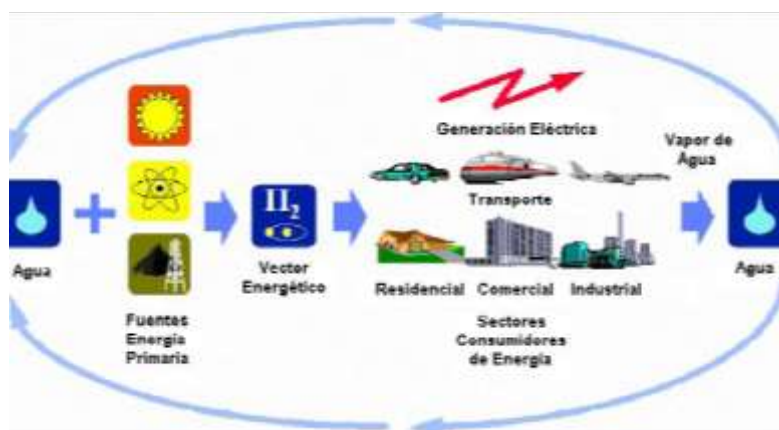 Generación Eléctrica
Vapor de
Agua
Transporte
H₂
Agua
Vector
Energético
Residencial Comercial Industrial
Agua
Fuentes
Energía
Primaria
Sectores
Consumidores
de Energía